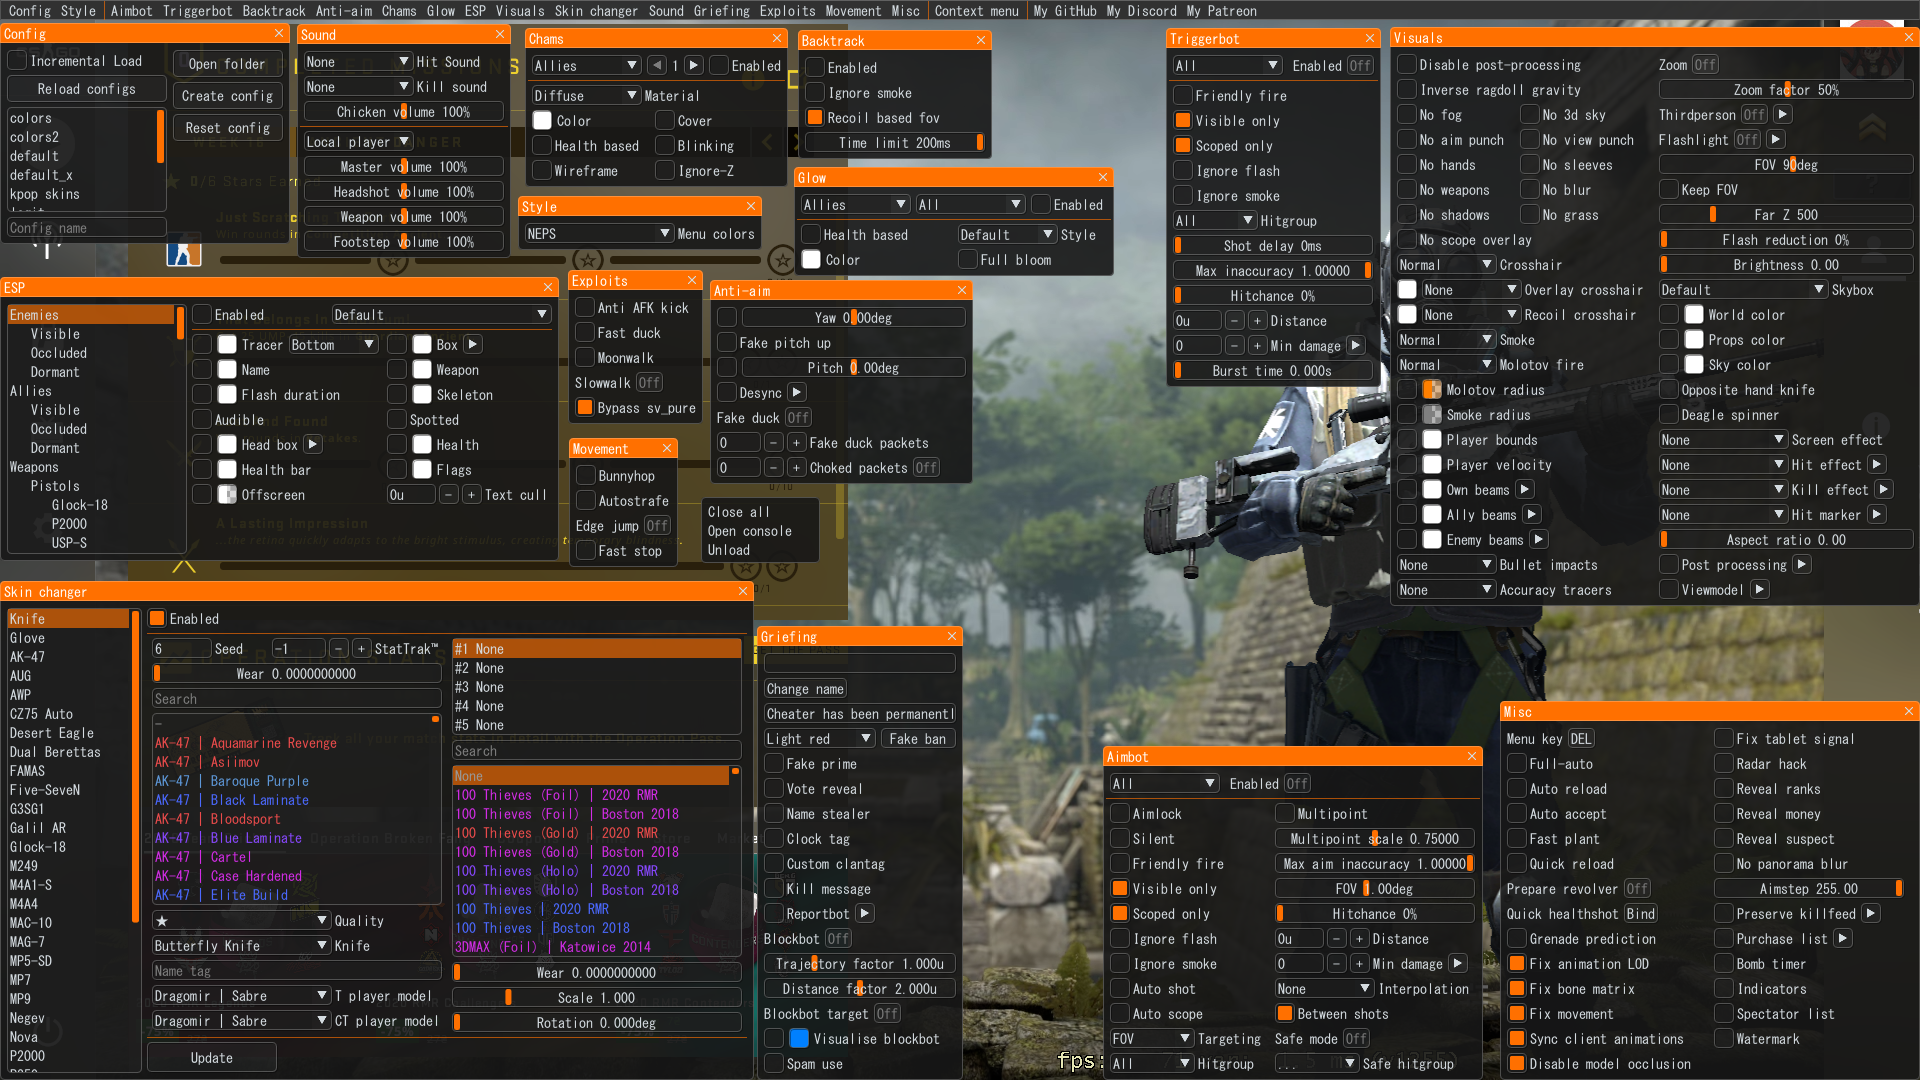 Config Style Aimbot Triggerbot Backtrack Anti-aim Chams Glow ESP Visuals Skin changer Sound Griefing Exploits Movement Misc Context menu My GitHub My Discord My Patreon
Config
Incremental Load
Open folder
Reload configs
Create config
Reset config
colors
colors2
default
default_x
kpop skins
Config name
Sound
None Hit Sound
None Kill sound
Chicken volume 100%
Local player
Master volume 100%
Headshot volume 100%
Weapon volume 100%
Footstep volume 100%
Chams
Allies 1 Enabled
Diffuse Material
Color Cover
Health based Blinking
Wireframe Ignore-Z
Style
NEPS Menu colors
Backtrack
Enabled
Ignore smoke
Recoil based fov
Time limit 200ms
Glow
Allies All Enabled
Health based Default Style
Color Full bloom
Triggerbot
All Enabled Off
Friendly fire
Visible only
Scoped only
Ignore flash
Ignore smoke
All Hitgroup
Shot delay 0ms
Max inaccuracy 1.00000
Hitchance 0%
0u - + Distance
0 - + Min damage
Burst time 0.000s
Visuals
Disable post-processing
Inverse ragdoll gravity
No fog No 3d sky
No aim punch No view punch
No hands No sleeves
No weapons No blur
No shadows No grass
No scope overlay
Normal Crosshair
None Overlay crosshair
None Recoil crosshair
Normal Smoke
Normal Molotov fire
Molotov radius
Smoke radius
Player bounds
Player velocity
Own beams
Ally beams
Enemy beams
None Bullet impacts
None Accuracy tracers
Zoom Off
Zoom factor 50%
Thirdperson Off
Flashlight Off
FOV 90deg
Keep FOV
Far Z 500
Flash reduction 0%
Brightness 0.00
Default Skybox
World color
Props color
Sky color
Opposite hand knife
Deagle spinner
None Screen effect
None Hit effect
None Kill effect
None Hit marker
Aspect ratio 0.00
Post processing
Viewmodel
ESP
Enemies
Visible
Occluded
Dormant
Allies
Visible
Occluded
Dormant
Weapons
Pistols
Glock-18
P2000
USP-S
Enabled Default
Tracer Bottom Box
Name Weapon
Flash duration Skeleton
Audible Spotted
Head box Health
Health bar Flags
Offscreen 0u - + Text cull
A Lasting Impression
Exploits
Anti AFK kick
Fast duck
Moonwalk
Slowwalk Off
Bypass sv_pure
Movement
Bunnyhop
Autostrafe
Edge jump Off
Fast stop
Anti-aim
Yaw 0.00deg
Fake pitch up
Pitch 0.00deg
Desync
Fake duck Off
0 - + Fake duck packets
0 - + Choked packets Off
Close all
Open console
Unload
Skin changer
Knife
Glove
AK-47
AUG
AWP
CZ75 Auto
Desert Eagle
Dual Berettas
FAMAS
Five-SeveN
G3SG1
Galil AR
Glock-18
M249
M4A1-S
M4A4
MAC-10
MAG-7
MP5-SD
MP7
MP9
Negev
Nova
P2000
Enabled
6 Seed -1 - + StatTrak™
Wear 0.0000000000
Search
-
AK-47 | Aquamarine Revenge
AK-47 | Asiimov
AK-47 | Baroque Purple
AK-47 | Black Laminate
AK-47 | Bloodsport
AK-47 | Blue Laminate
AK-47 | Cartel
AK-47 | Case Hardened
AK-47 | Elite Build
★ Quality
Butterfly Knife Knife
Name tag
Dragomir | Sabre T player model
Dragomir | Sabre CT player model
Update
#1 None
#2 None
#3 None
#4 None
#5 None
Search
None
100 Thieves (Foil) | 2020 RMR
100 Thieves (Foil) | Boston 2018
100 Thieves (Gold) | 2020 RMR
100 Thieves (Gold) | Boston 2018
100 Thieves (Holo) | 2020 RMR
100 Thieves (Holo) | Boston 2018
100 Thieves | 2020 RMR
100 Thieves | Boston 2018
3DMAX (Foil) | Katowice 2014
Wear 0.0000000000
Scale 1.000
Rotation 0.000deg
Griefing
Change name
Cheater has been permanentl
Light red Fake ban
Fake prime
Vote reveal
Name stealer
Clock tag
Custom clantag
Kill message
Reportbot
Blockbot Off
Trajectory factor 1.000u
Distance factor 2.000u
Blockbot target Off
Visualise blockbot
Spam use
fps:
Aimbot
All Enabled Off
Aimlock Multipoint
Silent Multipoint scale 0.75000
Friendly fire Max aim inaccuracy 1.00000
Visible only FOV 1.00deg
Scoped only Hitchance 0%
Ignore flash 0u - + Distance
Ignore smoke 0 - + Min damage
Auto shot None Interpolation
Auto scope Between shots
FOV Targeting Safe mode Off
All Hitgroup ... Safe hitgroup
Misc
Menu key DEL Fix tablet signal
Full-auto Radar hack
Auto reload Reveal ranks
Auto accept Reveal money
Fast plant Reveal suspect
Quick reload No panorama blur
Prepare revolver Off Aimstep 255.00
Quick healthshot Bind Preserve killfeed
Grenade prediction Purchase list
Fix animation LOD Bomb timer
Fix bone matrix Indicators
Fix movement Spectator list
Sync client animations Watermark
Disable model occlusion